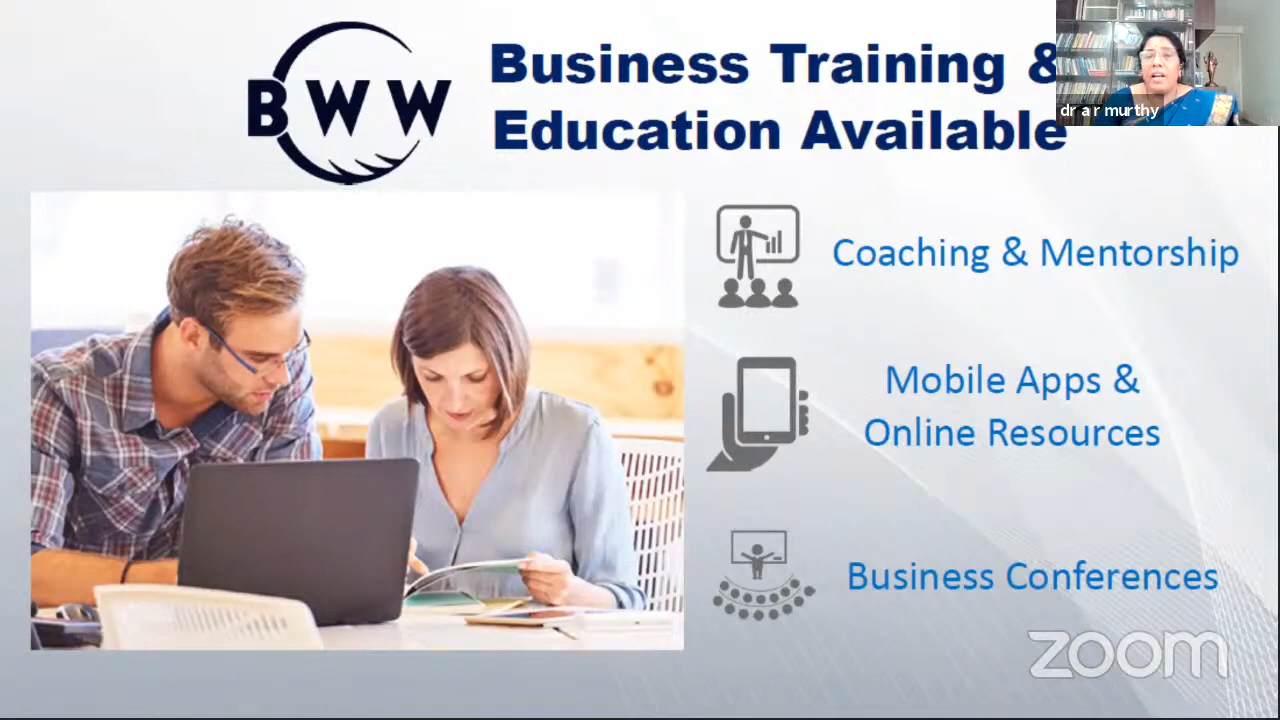 BWW
Business Training &
Education Available
dr a r murthy
Coaching & Mentorship
Mobile Apps &
Online Resources
Business Conferences
zoom